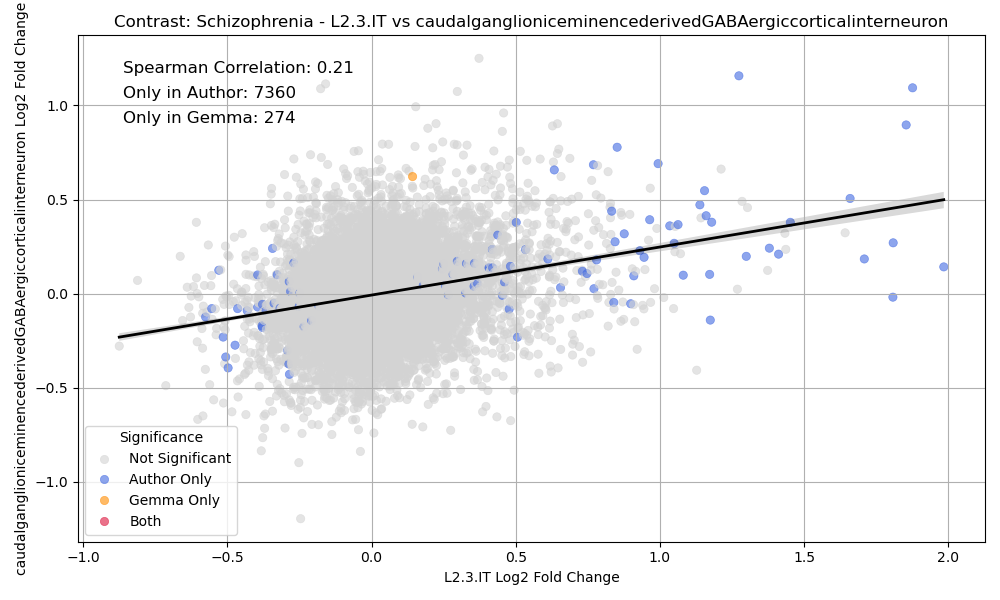 Contrast: Schizophrenia - L2.3.IT vs caudalganglioniceminencederivedGABAergiccorticalinterneuron
caudalganglioniceminencederivedGABAergiccorticalinterneuron Log2 Fold Change
Spearman Correlation: 0.21
Only in Author: 7360
Only in Gemma: 274
1.0
0.5
0.0
−0.5
−1.0
Significance
Not Significant
Author Only
Gemma Only
Both
−1.0 −0.5 0.0 0.5 1.0 1.5 2.0
L2.3.IT Log2 Fold Change